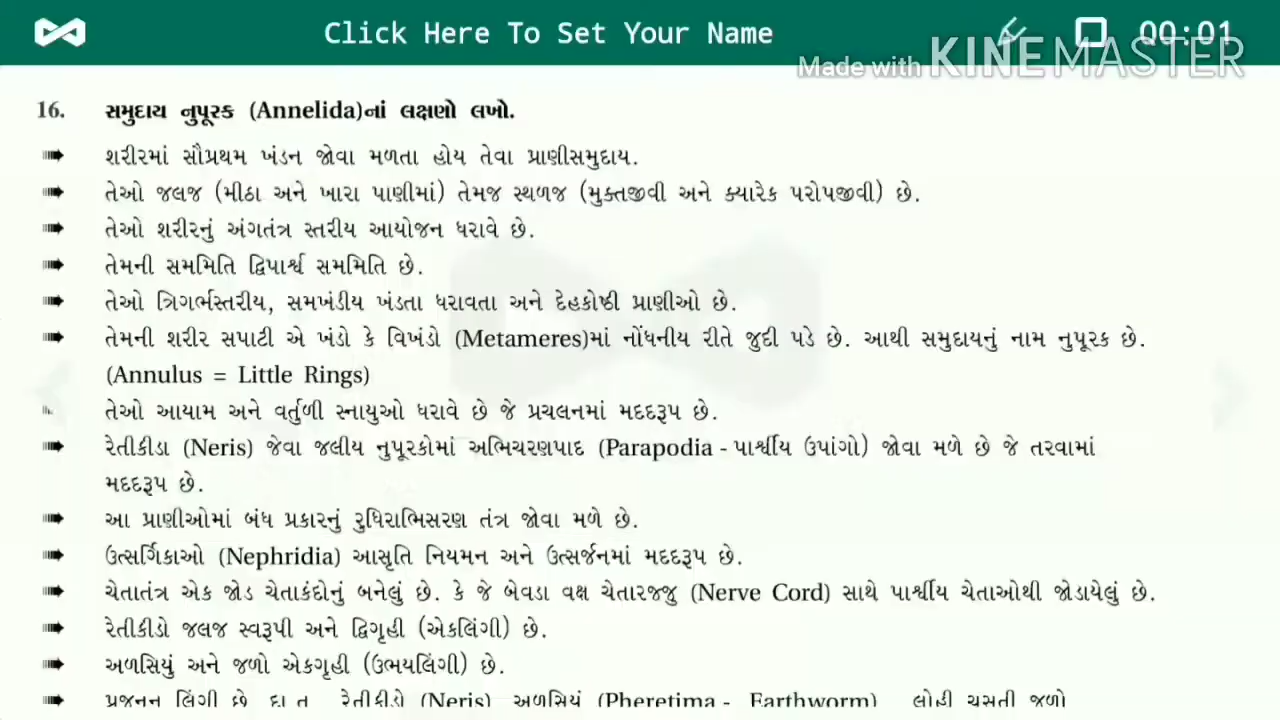 Click Here To Set Your Name
00:01
Made with KINEMASTER
16. સમુદાય નુપૂરક (Annelida)નાં લક્ષણો લખો.
શરીરમાં સૌપ્રથમ ખંડન જોવા મળતા હોય તેવા પ્રાણીસમુદાય.
તેઓ જલજ (મીઠા અને ખારા પાણીમાં) તેમજ સ્થળજ (મુક્તજીવી અને ક્યારેક પરોપજીવી) છે.
તેઓ શરીરનું અંગતંત્ર સ્તરીય આયોજન ધરાવે છે.
તેમની સમમિતિ દ્વિપાર્શ્વ સમમિતિ છે.
તેઓ ત્રિગર્ભસ્તરીય, સમખંડીય ખંડતા ધરાવતા અને દેહકોષ્ઠી પ્રાણીઓ છે.
તેમની શરીર સપાટી એ ખંડો કે વિખંડો (Metameres)માં નોંધનીય રીતે જુદી પડે છે. આથી સમુદાયનું નામ નુપૂરક છે.
(Annulus = Little Rings)
તેઓ આયામ અને વર્તુળી સ્નાયુઓ ધરાવે છે જે પ્રચલનમાં મદદરૂપ છે.
રેતીકીડા (Neris) જેવા જલીય નુપૂરકોમાં અભિચરણપાદ (Parapodia - પાર્શ્વીય ઉપાંગો) જોવા મળે છે જે તરવામાં
મદદરૂપ છે.
આ પ્રાણીઓમાં બંધ પ્રકારનું રુધિરાભિસરણ તંત્ર જોવા મળે છે.
ઉત્સર્ગિકાઓ (Nephridia) આસૃતિ નિયમન અને ઉત્સર્જનમાં મદદરૂપ છે.
ચેતાતંત્ર એક જોડ ચેતાકંદોનું બનેલું છે. કે જે બેવડા વક્ષ ચેતારજ્જુ (Nerve Cord) સાથે પાર્શ્વીય ચેતાઓથી જોડાયેલું છે.
રેતીકીડો જલજ સ્વરૂપી અને દ્વિગૃહી (એકલિંગી) છે.
અળસિયું અને જળો એકગૃહી (ઉભયલિંગી) છે.
પ્રજનન લિંગી છે દા ત રેતીકીડો (Neris) અળસિયું (Pheretima - Earthworm) લોહી ચૂસતી જળો